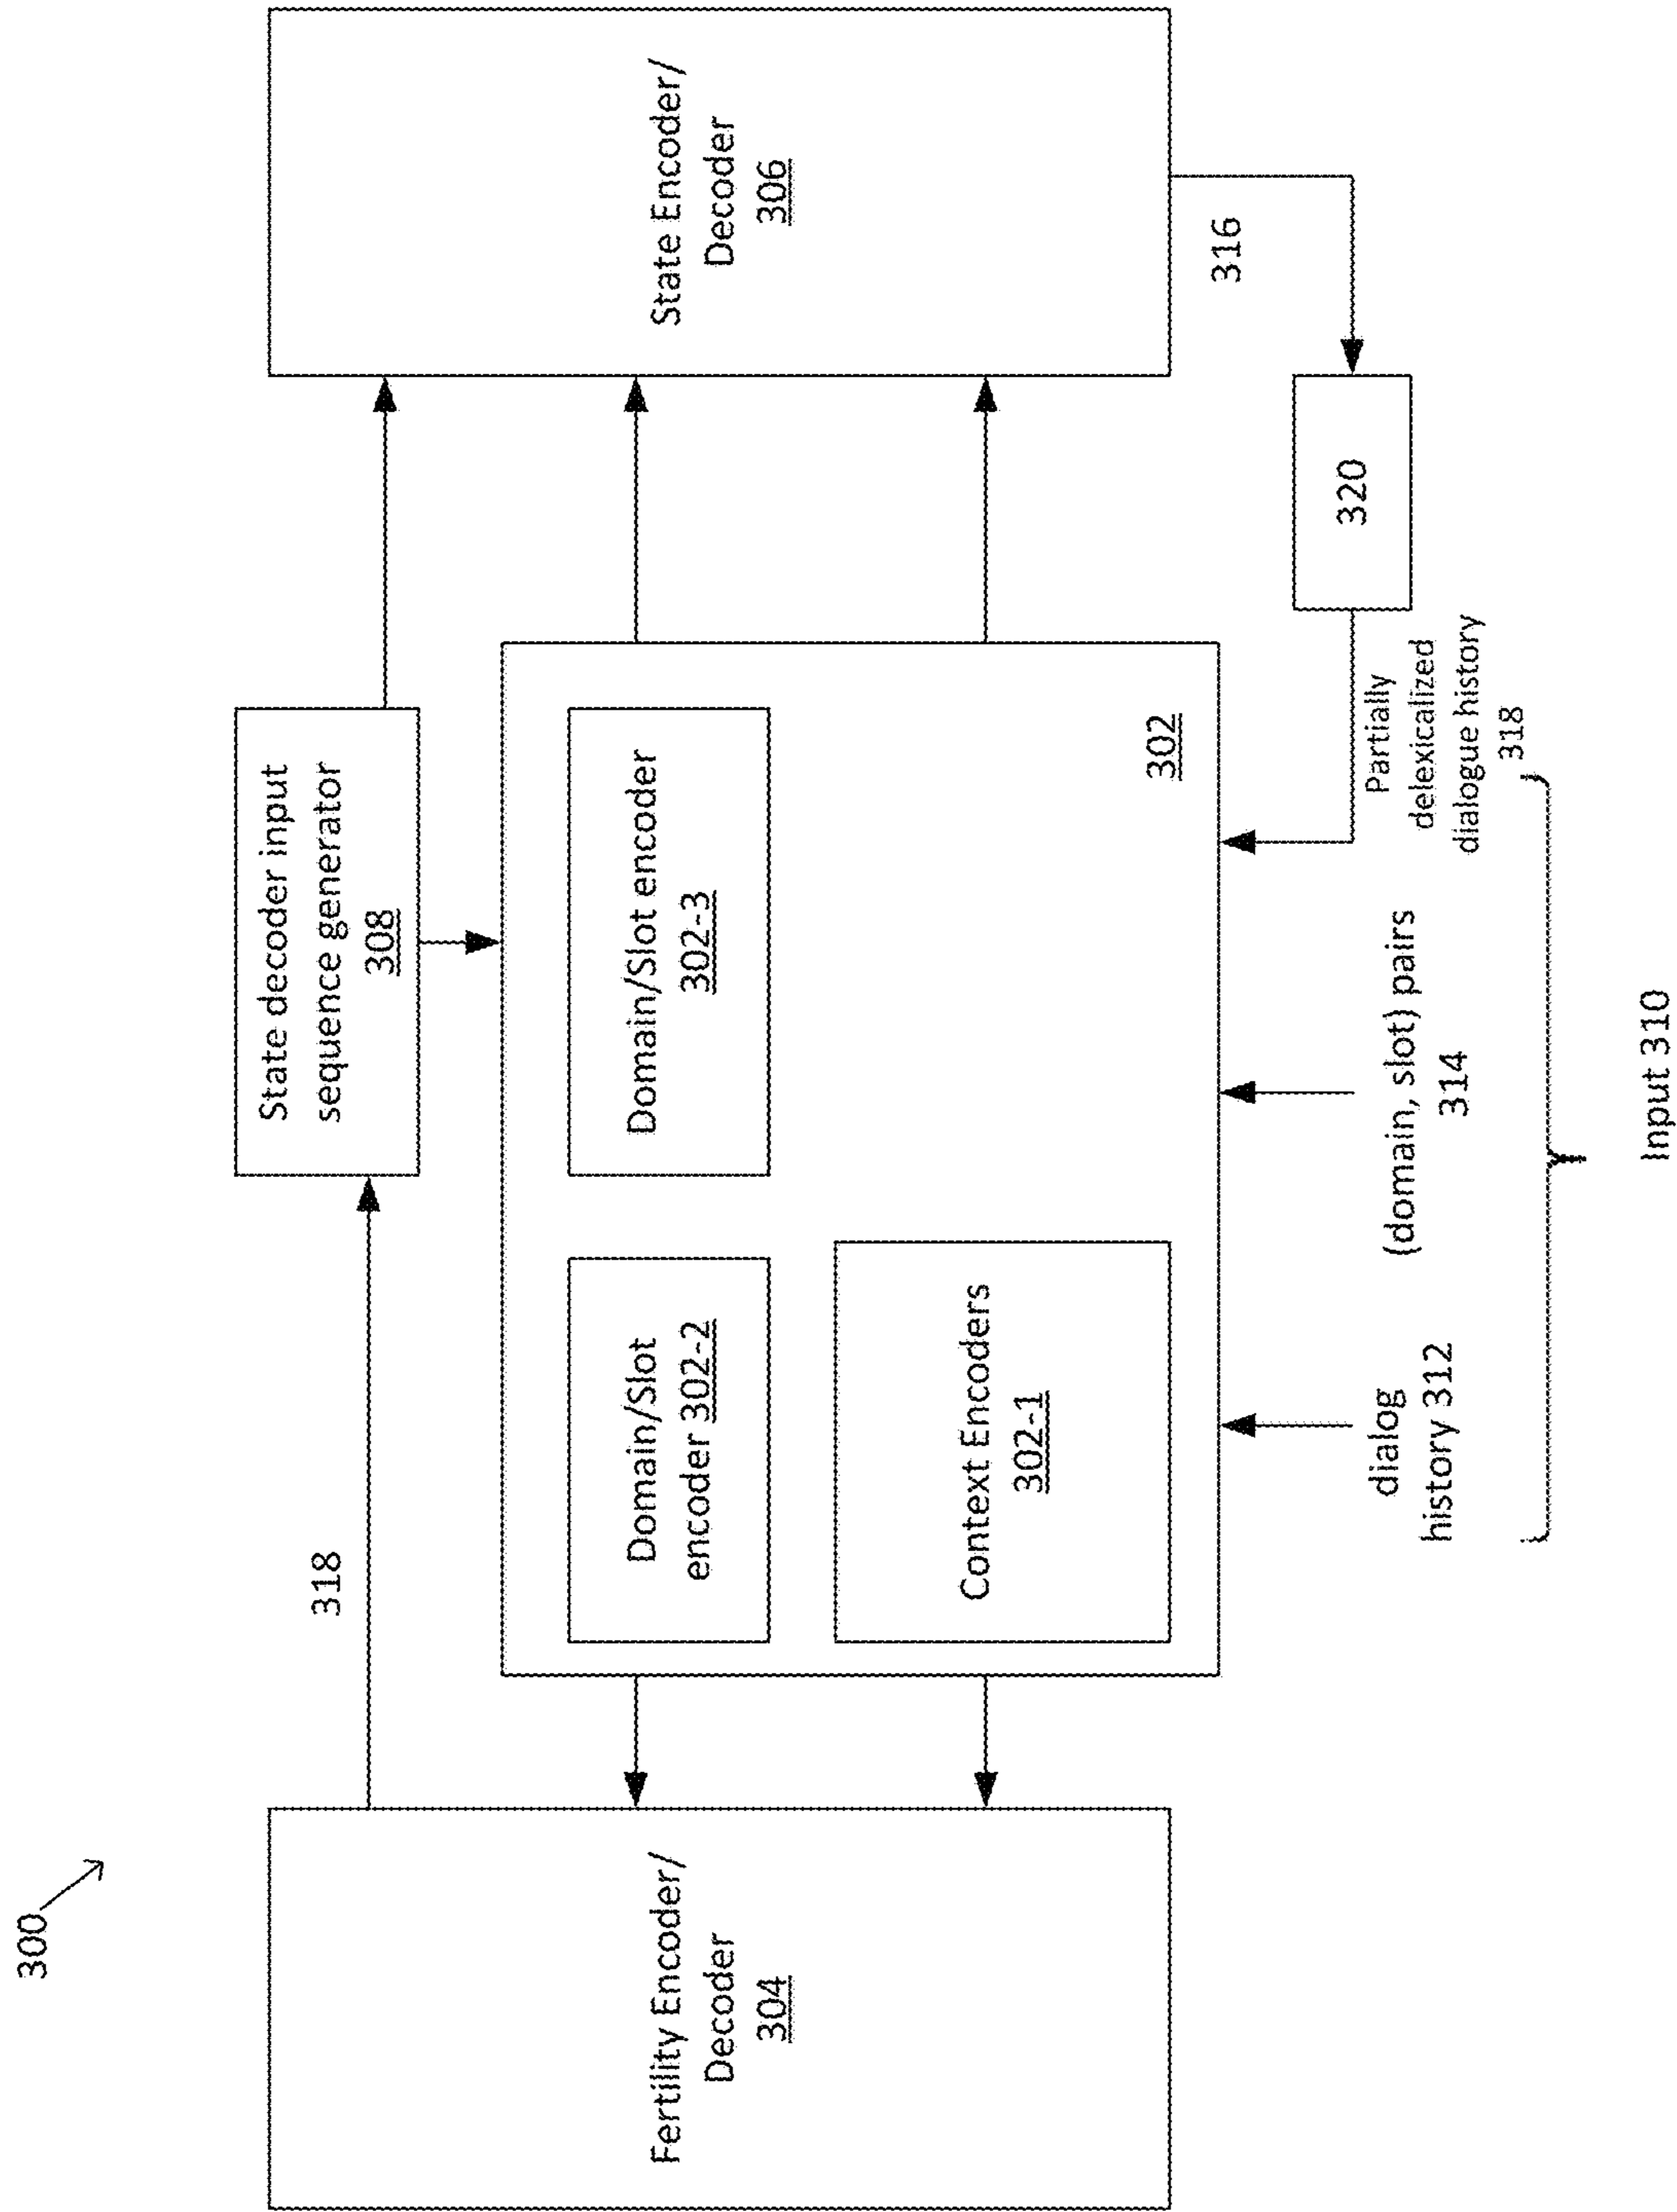 300
318
State decoder input
sequence generator
308
Fertility Encoder/
Decoder
304
Domain/Slot
encoder 302-2
Domain/Slot encoder
302-3
Context Encoders
302-1
302
State Encoder/
Decoder
306
316
320
dialog
history 312
(domain, slot) pairs
314
Partially
delexicalized
dialogue history
318
Input 310